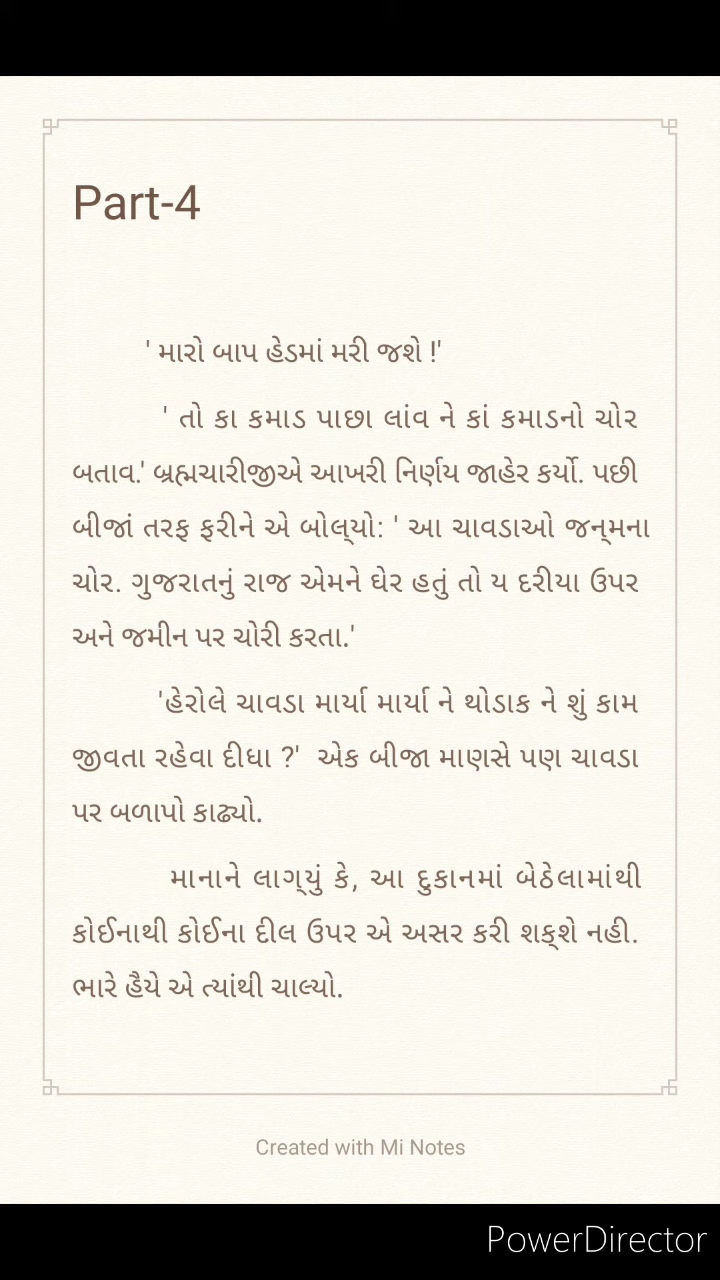 Part-4
' મારો બાપ હેડમાં મરી જશે !'
' તો કા કમાડ પાછા લાંવ ને કાં કમાડનો ચોર
બતાવ.' બ્રહ્મચારીજીએ આખરી નિર્ણય જાહેર કર્યો. પછી
બીજાં તરફ ફરીને એ બોલ્યો: ' આ ચાવડાઓ જન્મના
ચોર. ગુજરાતનું રાજ એમને ઘેર હતું તો ય દરીયા ઉપર
અને જમીન પર ચોરી કરતા.'
'હેરોલે ચાવડા માર્યા માર્યા ને થોડાક ને શું કામ
જીવતા રહેવા દીધા ?' એક બીજા માણસે પણ ચાવડા
પર બળાપો કાઢ્યો.
માનાને લાગ્યું કે, આ દુકાનમાં બેઠેલામાંથી
કોઈનાથી કોઈના દીલ ઉપર એ અસર કરી શક્શે નહી.
ભારે હૈયે એ ત્યાંથી ચાલ્યો.
Created with Mi Notes
PowerDirector